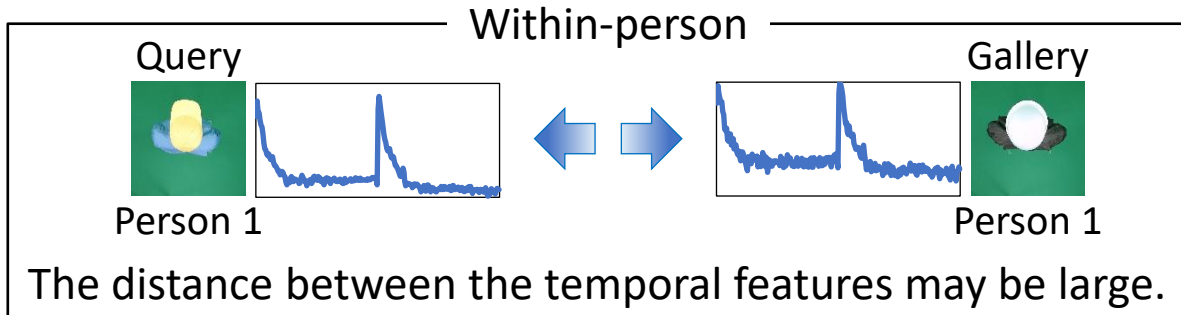 Within-person
Query
Gallery
Person 1
Person 1
The distance between the temporal features may be large.